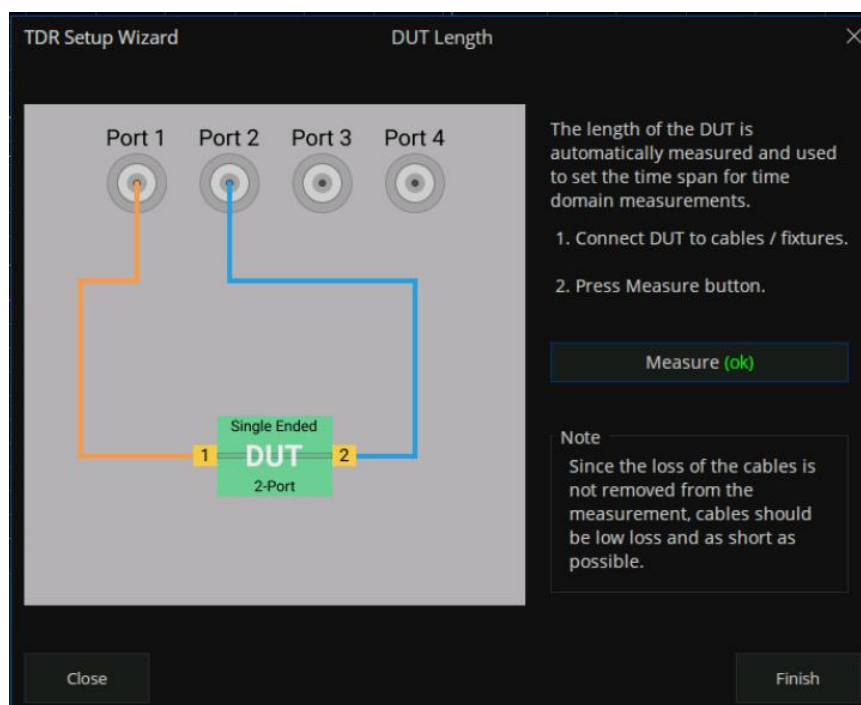 TDR Setup Wizard
DUT Length
Port 1 Port 2 Port 3 Port 4
Single Ended
1 DUT 2
2-Port
The length of the DUT is
automatically measured and used
to set the time span for time
domain measurements.
1. Connect DUT to cables / fixtures.
2. Press Measure button.
Measure (ok)
Note
Since the loss of the cables is
not removed from the
measurement, cables should
be low loss and as short as
possible.
Close
Finish